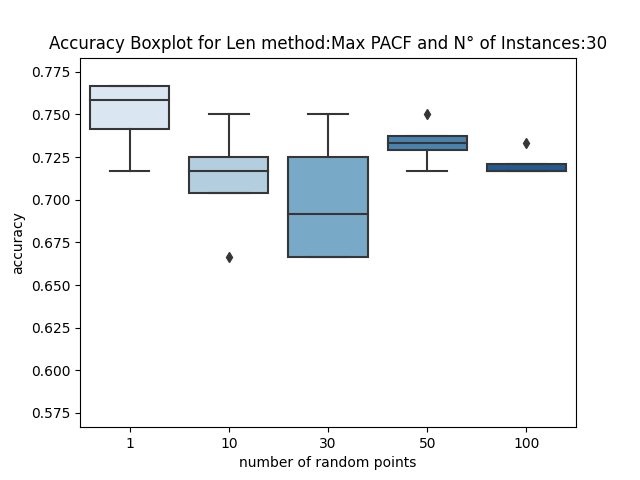 Accuracy Boxplot for Len method:Max PACF and N° of Instances:30
0.775
0.750
0.725
0.700
0.675
0.650
0.625
0.600
0.575
accuracy
1 10 30 50 100
number of random points